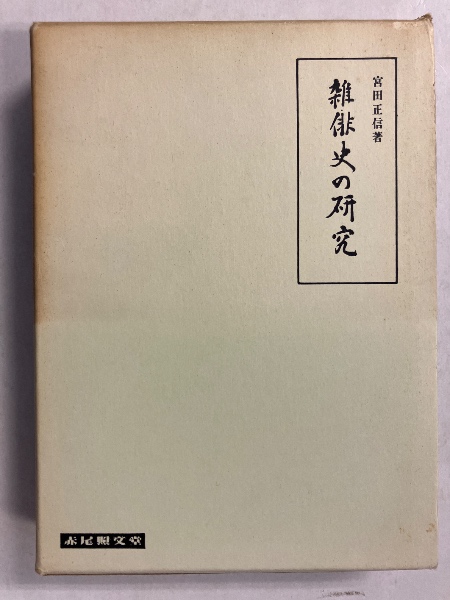 宮田正信著
雑俳史の研究
赤尾照文堂